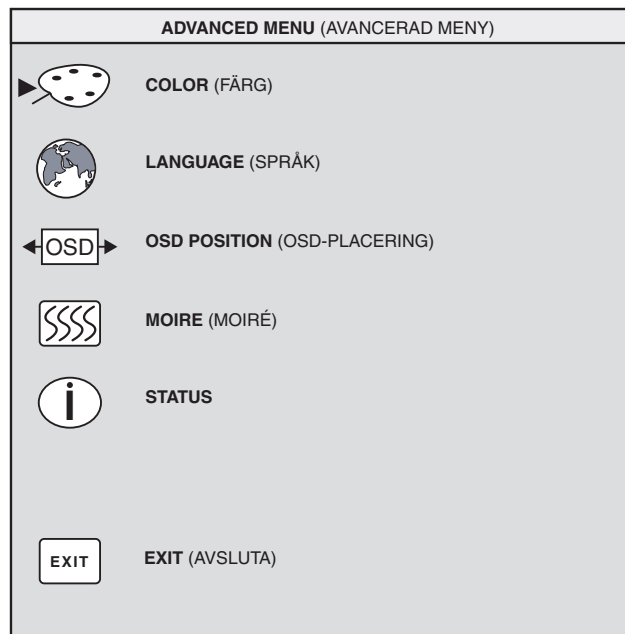 ADVANCED MENU (AVANCERAD MENY)
COLOR (FÄRG)
LANGUAGE (SPRÅK)
OSD
OSD POSITION (OSD-PLACERING)
MOIRE (MOIRÉ)
i
STATUS
EXIT
EXIT (AVSLUTA)